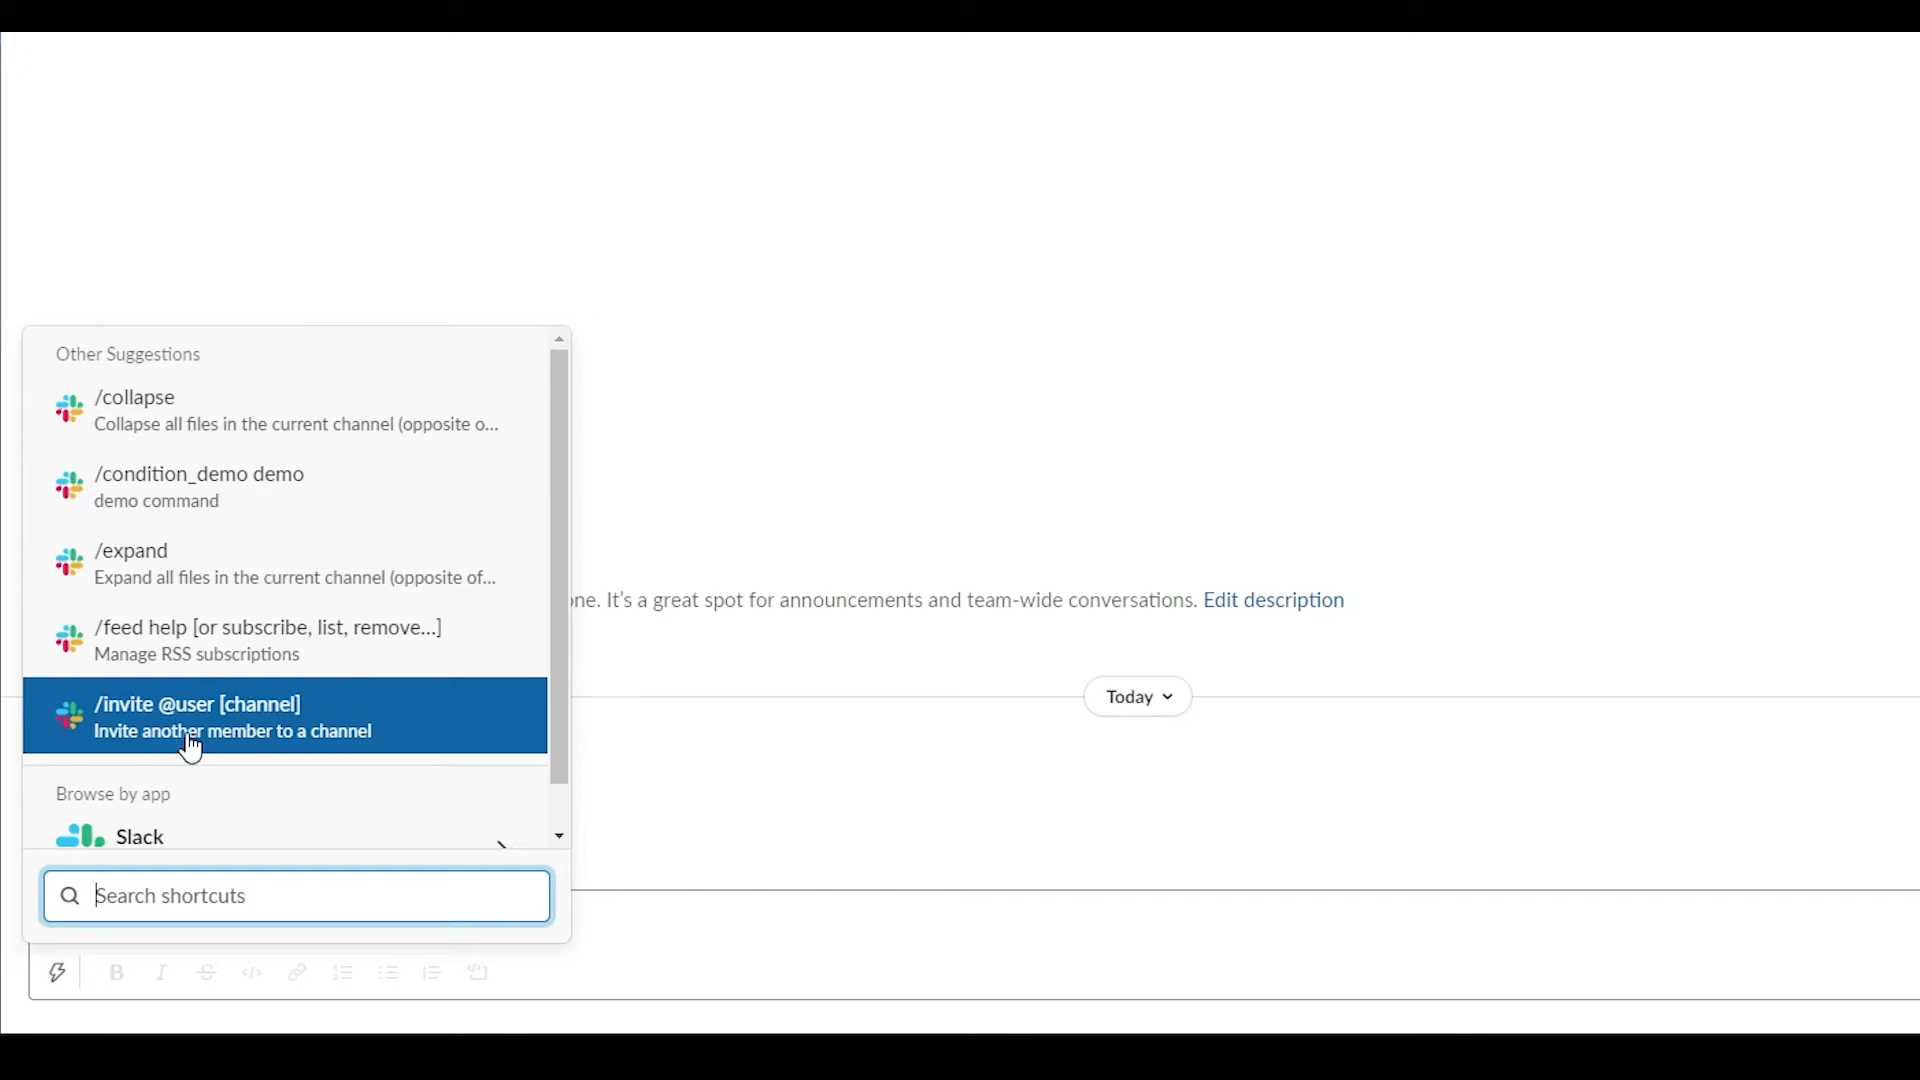 Other Suggestions
/collapse
Collapse all files in the current channel (opposite o...
/condition_demo demo
demo command
/expand
Expand all files in the current channel (opposite of...
/feed help [or subscribe, list, remove...]
Manage RSS subscriptions
/invite @user [channel]
Invite another member to a channel
Browse by app
Slack
Search shortcuts
It’s a great spot for announcements and team-wide conversations. Edit description
Today
B I S </>